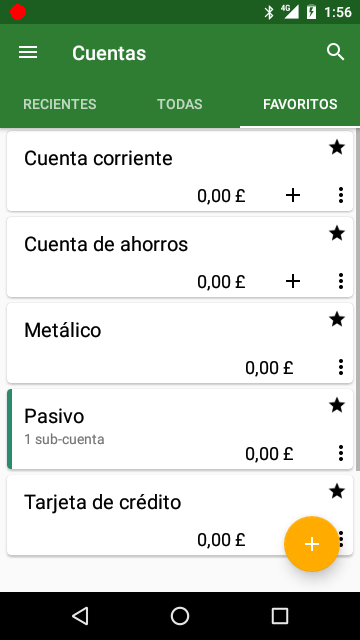 4G 1:56
Cuentas
RECIENTES TODAS FAVORITOS
Cuenta corriente
0,00 £
Cuenta de ahorros
0,00 £
Metálico
0,00 £
Pasivo
1 sub-cuenta
0,00 £
Tarjeta de crédito
0,00 £